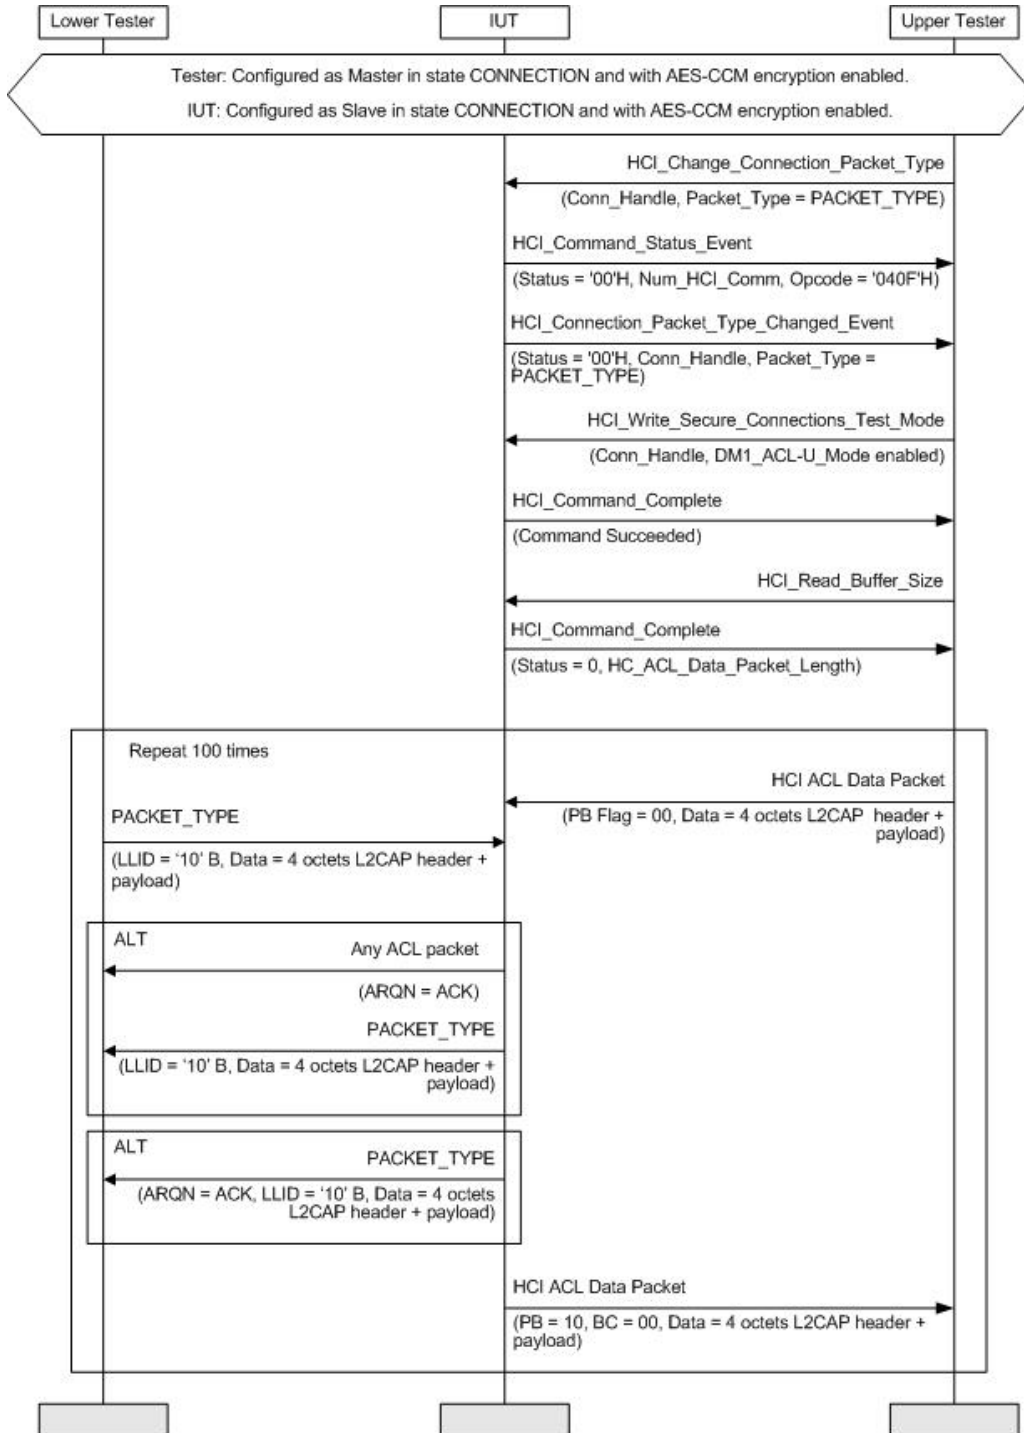 Lower Tester
IUT
Upper Tester
Tester: Configured as Master in state CONNECTION and with AES-CCM encryption enabled.
IUT: Configured as Slave in state CONNECTION and with AES-CCM encryption enabled.
HCI_Change_Connection_Packet_Type
(Conn_Handle, Packet_Type = PACKET_TYPE)
HCI_Command_Status_Event
(Status = '00'H, Num_HCI_Comm, Opcode = '040F'H)
HCI_Connection_Packet_Type_Changed_Event
(Status = '00'H, Conn_Handle, Packet_Type =
PACKET_TYPE)
HCI_Write_Secure_Connections_Test_Mode
(Conn_Handle, DM1_ACL-U_Mode enabled)
HCI_Command_Complete
(Command Succeeded)
HCI_Read_Buffer_Size
HCI_Command_Complete
(Status = 0, HC_ACL_Data_Packet_Length)
Repeat 100 times
HCI ACL Data Packet
(PB Flag = 00, Data = 4 octets L2CAP header +
payload)
PACKET_TYPE
(LLID = ‘10’ B, Data = 4 octets L2CAP header +
payload)
ALT
Any ACL packet
(ARQN = ACK)
PACKET_TYPE
(LLID = ‘10’ B, Data = 4 octets L2CAP header +
payload)
ALT
PACKET_TYPE
(ARQN = ACK, LLID = ‘10’ B, Data = 4 octets
L2CAP header + payload)
HCI ACL Data Packet
(PB = 10, BC = 00, Data = 4 octets L2CAP header +
payload)